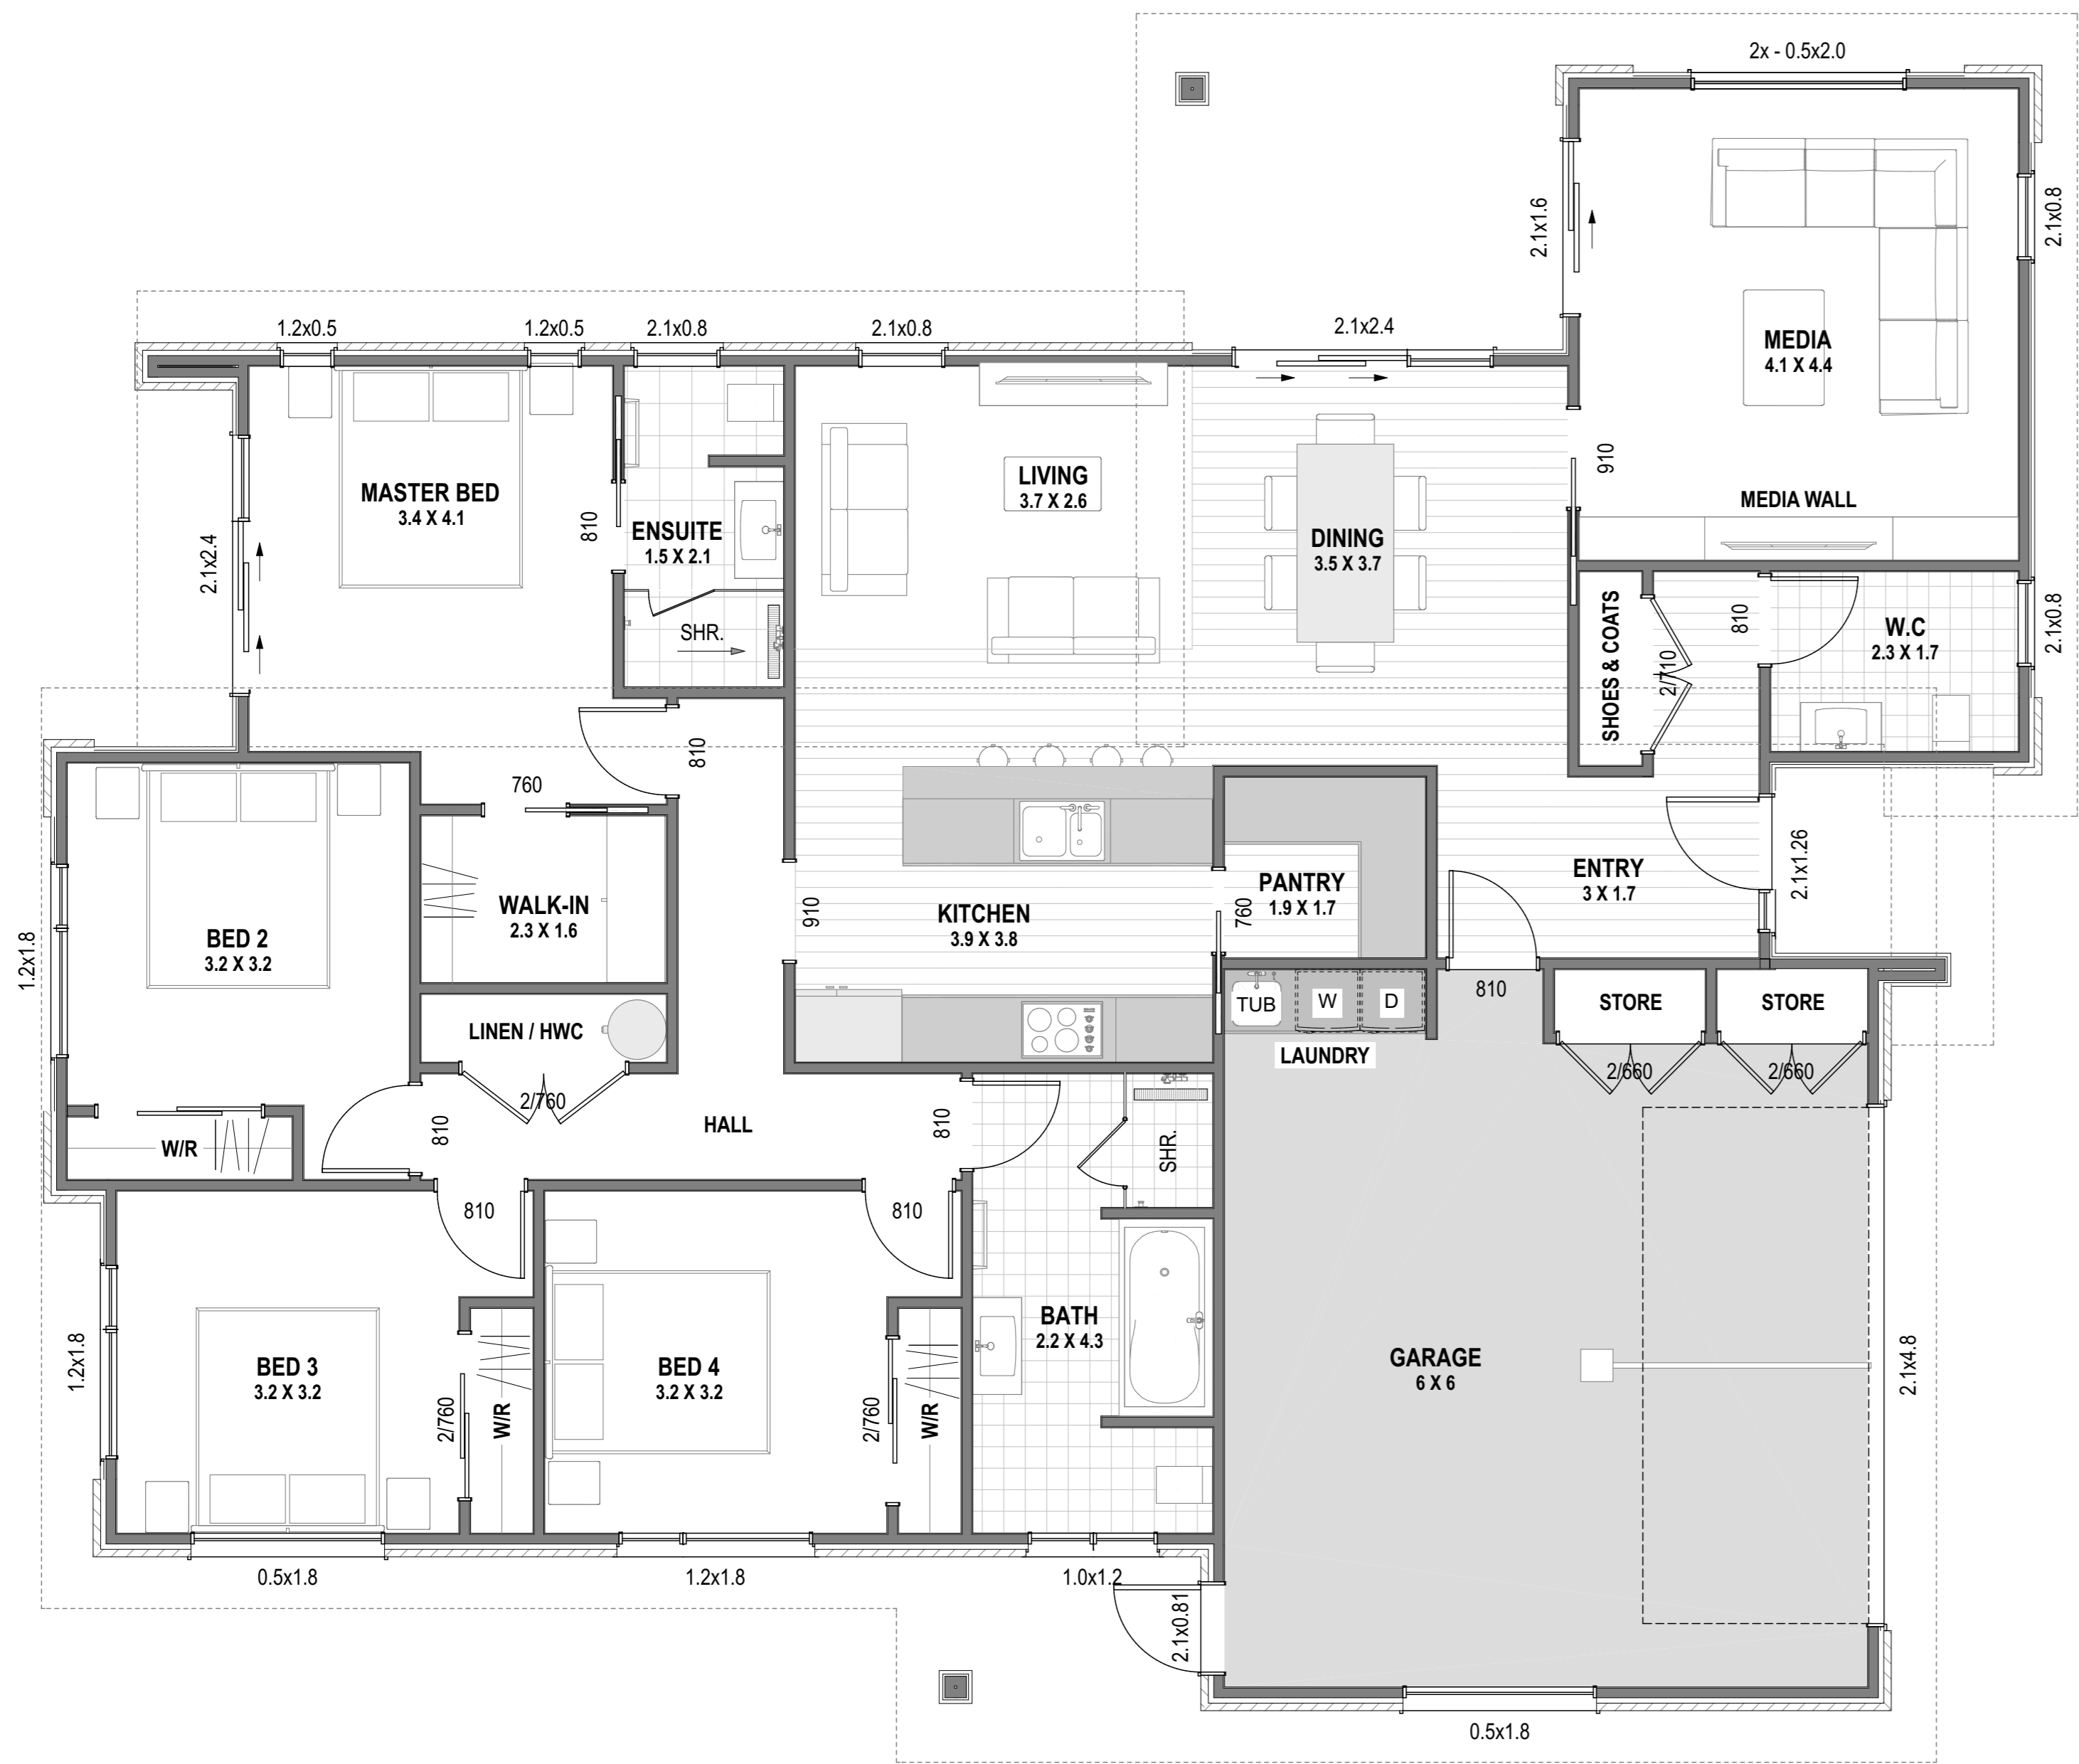 2x - 0.5x2.0
2.1x1.6
2.1x0.8
1.2x0.5
1.2x0.5
2.1x0.8
2.1x0.8
2.1x2.4
MEDIA
4.1 X 4.4
910
MEDIA WALL
MASTER BED
3.4 X 4.1
LIVING
3.7 X 2.6
810
ENSUITE
1.5 X 2.1
DINING
3.5 X 3.7
2.1x2.4
SHR.
SHOES & COATS
2/710
810
W.C
2.3 X 1.7
2.1x0.8
810
760
WALK-IN
2.3 X 1.6
BED 2
3.2 X 3.2
1.2x1.8
910
KITCHEN
3.9 X 3.8
760
PANTRY
1.9 X 1.7
ENTRY
3 X 1.7
2.1x1.26
LINEN / HWC
TUB
W
D
810
STORE
STORE
LAUNDRY
2/660
2/660
2/760
W/R
810
HALL
810
SHR.
810
810
BED 3
3.2 X 3.2
1.2x1.8
2/760
W/R
BED 4
3.2 X 3.2
2/760
W/R
BATH
2.2 X 4.3
GARAGE
6 X 6
2.1x4.8
0.5x1.8
1.2x1.8
1.0x1.2
2.1x0.81
0.5x1.8